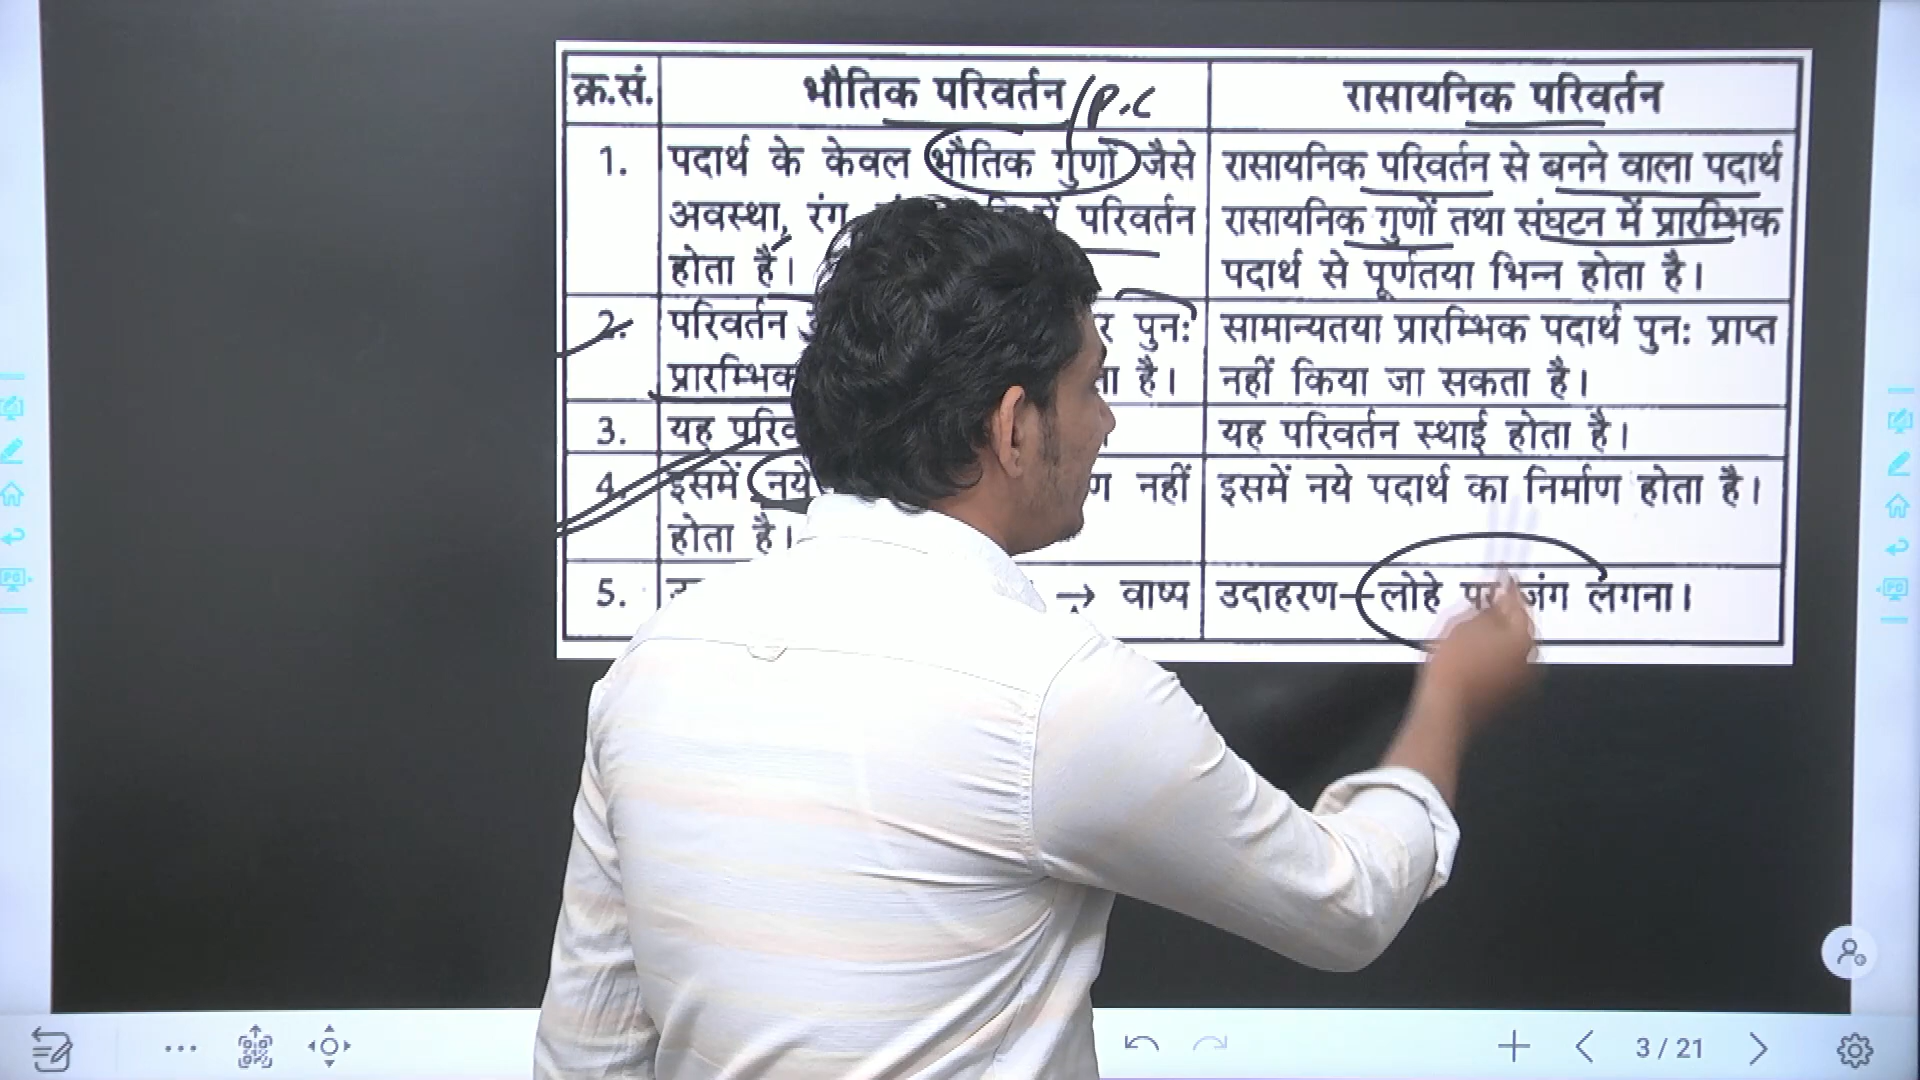 क्र.सं. भौतिक परिवर्तन / P.C रासायनिक परिवर्तन
1. पदार्थ के केवल भौतिक गुणों जैसे रासायनिक परिवर्तन से बनने वाला पदार्थ
अवस्था, रंग में परिवर्तन रासायनिक गुणों तथा संघटन में प्रारम्भिक
होता है। पदार्थ से पूर्णतया भिन्न होता है।
2. परिवर्तन पुनः सामान्यतया प्रारम्भिक पदार्थ पुनः प्राप्त
प्रारम्भिक है। नहीं किया जा सकता है।
3. यह यह परिवर्तन स्थाई होता है।
4. इसमें नये नहीं इसमें नये पदार्थ का निर्माण होता है।
होता है।
5. → वाष्प उदाहरण—लोहे पर जंग लगना।
3 / 21